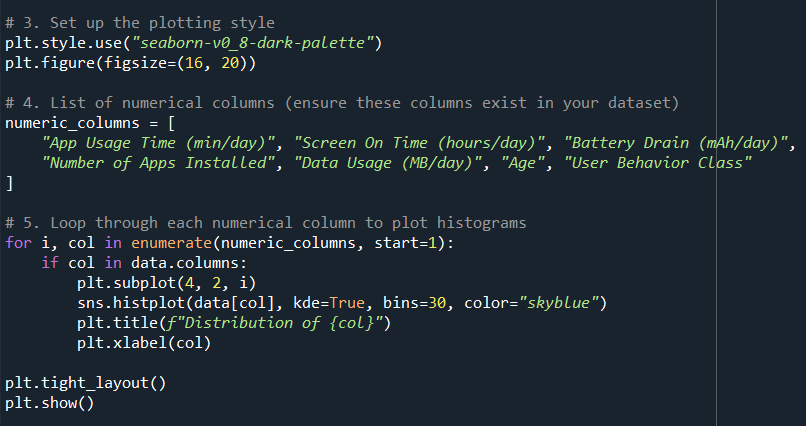 # 3. Set up the plotting style
plt.style.use("seaborn-v0_8-dark-palette")
plt.figure(figsize=(16, 20))
# 4. List of numerical columns (ensure these columns exist in your dataset)
numeric_columns = [
    "App Usage Time (min/day)", "Screen On Time (hours/day)", "Battery Drain (mAh/day)",
    "Number of Apps Installed", "Data Usage (MB/day)", "Age", "User Behavior Class"
]
# 5. Loop through each numerical column to plot histograms
for i, col in enumerate(numeric_columns, start=1):
    if col in data.columns:
        plt.subplot(4, 2, i)
        sns.histplot(data[col], kde=True, bins=30, color="skyblue")
        plt.title(f"Distribution of {col}")
        plt.xlabel(col)
plt.tight_layout()
plt.show()